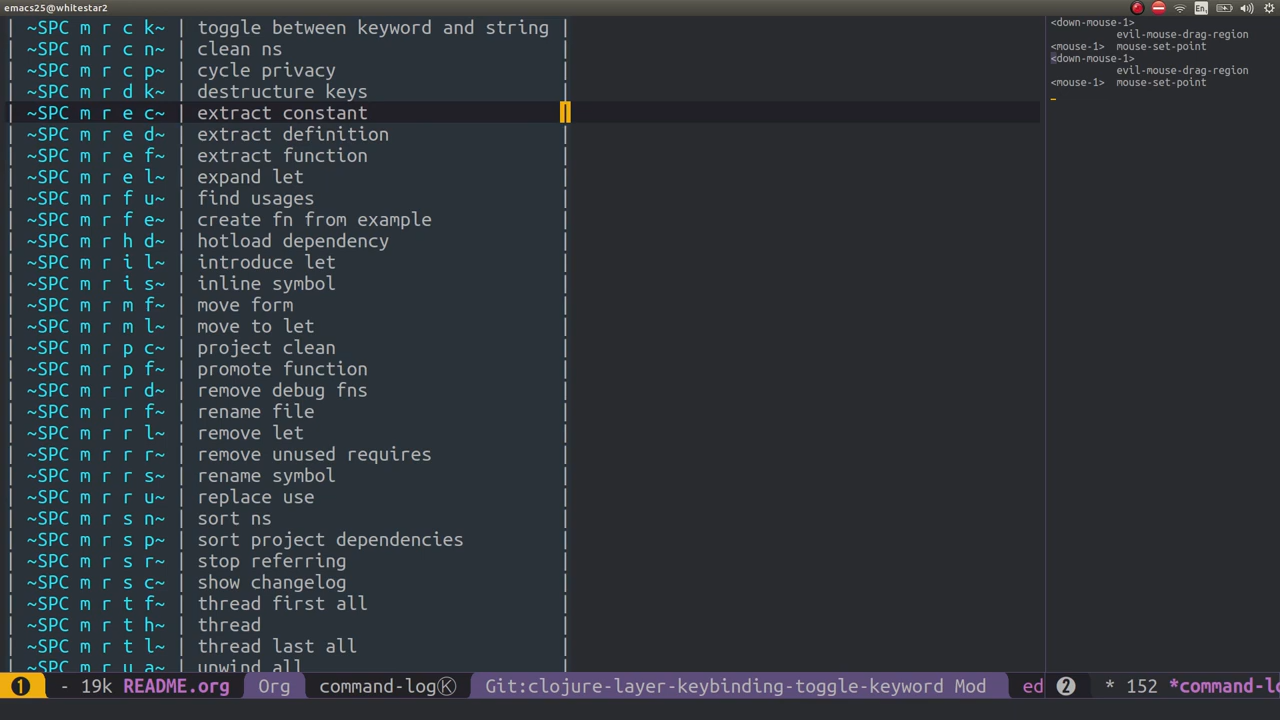 emacs25@whitestar2
En,
| ~SPC m r c k~ | toggle between keyword and string |
| ~SPC m r c n~ | clean ns |
| ~SPC m r c p~ | cycle privacy |
| ~SPC m r d k~ | destructure keys |
| ~SPC m r e c~ | extract constant |
| ~SPC m r e d~ | extract definition |
| ~SPC m r e f~ | extract function |
| ~SPC m r e l~ | expand let |
| ~SPC m r f u~ | find usages |
| ~SPC m r f e~ | create fn from example |
| ~SPC m r h d~ | hotload dependency |
| ~SPC m r i l~ | introduce let |
| ~SPC m r i s~ | inline symbol |
| ~SPC m r m f~ | move form |
| ~SPC m r m l~ | move to let |
| ~SPC m r p c~ | project clean |
| ~SPC m r p f~ | promote function |
| ~SPC m r r d~ | remove debug fns |
| ~SPC m r r f~ | rename file |
| ~SPC m r r l~ | remove let |
| ~SPC m r r r~ | remove unused requires |
| ~SPC m r r s~ | rename symbol |
| ~SPC m r r u~ | replace use |
| ~SPC m r s n~ | sort ns |
| ~SPC m r s p~ | sort project dependencies |
| ~SPC m r s r~ | stop referring |
| ~SPC m r s c~ | show changelog |
| ~SPC m r t f~ | thread first all |
| ~SPC m r t h~ | thread |
| ~SPC m r t l~ | thread last all |
| ~SPC m r u a~ | unwind all |
<down-mouse-1>
evil-mouse-drag-region
<mouse-1> mouse-set-point
<down-mouse-1>
evil-mouse-drag-region
<mouse-1> mouse-set-point
❶ - 19k README.org Org command-logⓀ Git:clojure-layer-keybinding-toggle-keyword Mod ed
❷ * 152 *command-lo